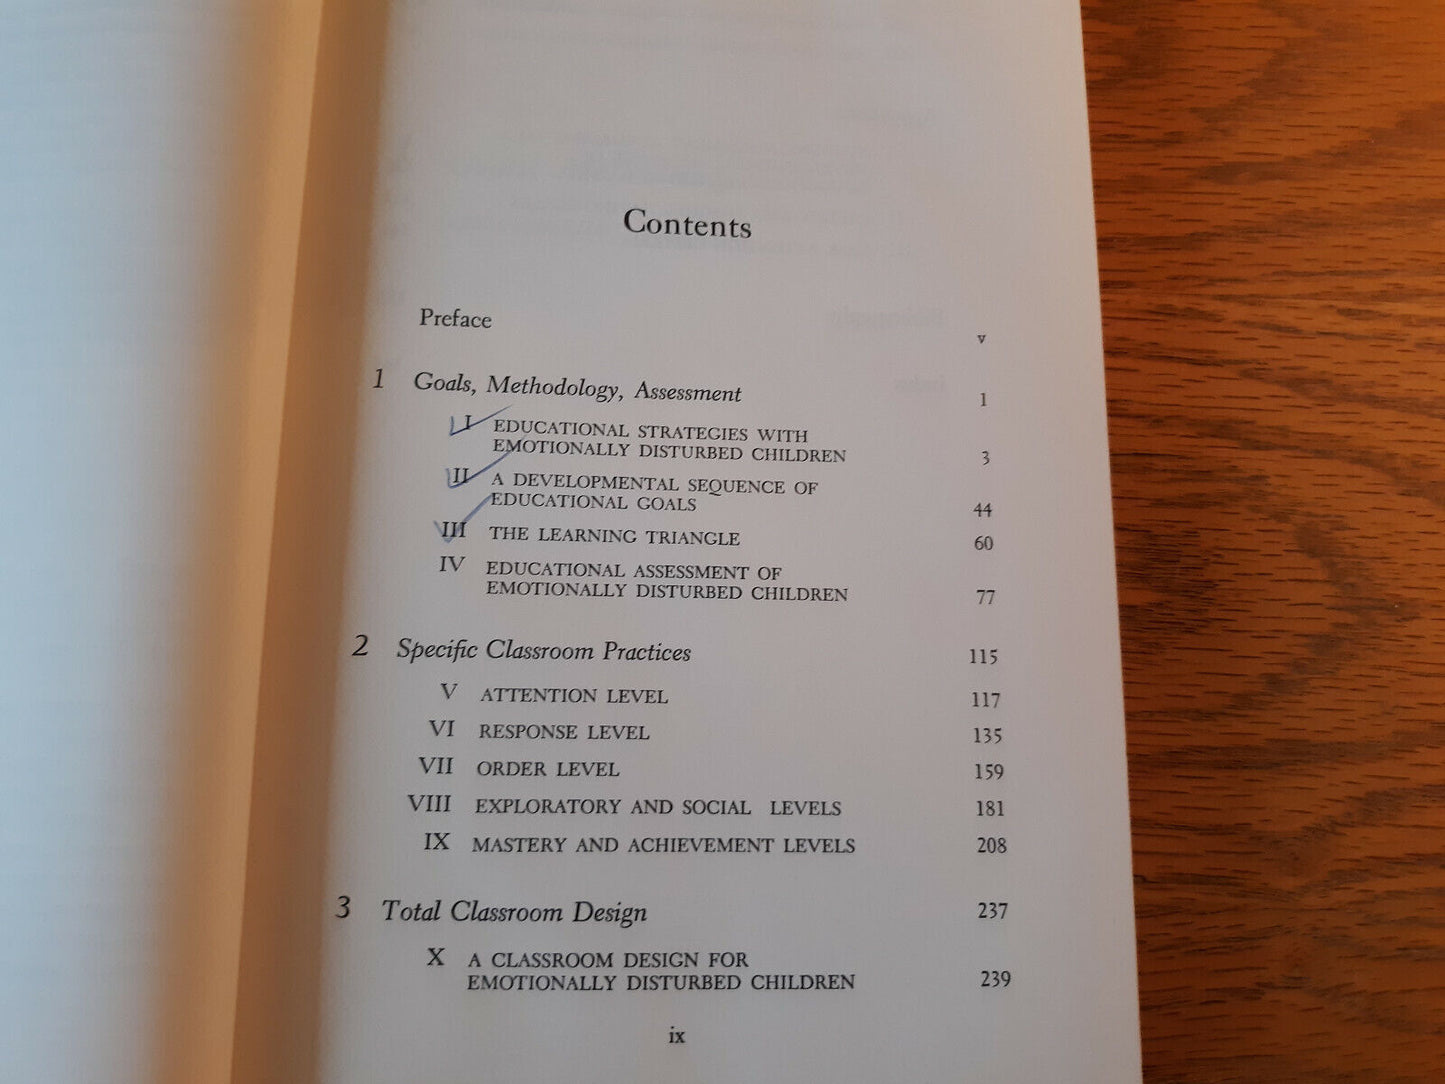 Contents
Preface v
1 Goals, Methodology, Assessment 1
I EDUCATIONAL STRATEGIES WITH
EMOTIONALLY DISTURBED CHILDREN 3
II A DEVELOPMENTAL SEQUENCE OF
EDUCATIONAL GOALS 44
III THE LEARNING TRIANGLE 60
IV EDUCATIONAL ASSESSMENT OF
EMOTIONALLY DISTURBED CHILDREN 77
2 Specific Classroom Practices 115
V ATTENTION LEVEL 117
VI RESPONSE LEVEL 135
VII ORDER LEVEL 159
VIII EXPLORATORY AND SOCIAL LEVELS 181
IX MASTERY AND ACHIEVEMENT LEVELS 208
3 Total Classroom Design 237
X A CLASSROOM DESIGN FOR
EMOTIONALLY DISTURBED CHILDREN 239
ix